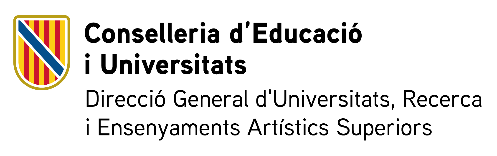 Conselleria d'Educació
i Universitats
Direcció General d'Universitats, Recerca
i Ensenyaments Artístics Superiors